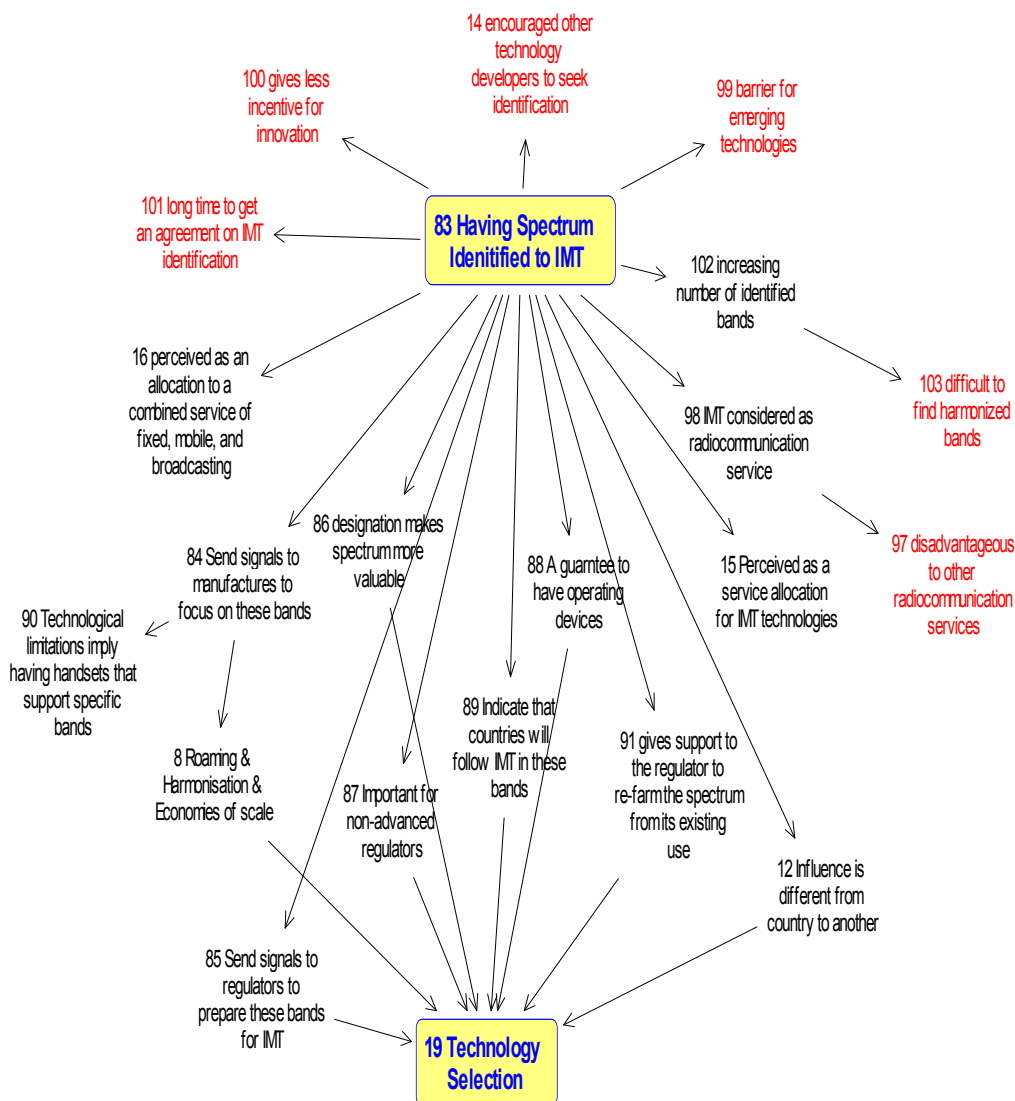 14 encouraged other
technology
developers to seek
identification
100 gives less
incentive for
innovation
99 barrier for
emerging
technologies
101 long time to get
an agreement on IMT
identification
83 Having Spectrum
Idenitified to IMT
102 increasing
number of identified
bands
16 perceived as an
allocation to a
combined service of
fixed, mobile, and
broadcasting
103 difficult to
find harmonized
bands
98 IMT considered as
radiocommunication
service
86 designation makes
spectrum more
valuable
84 Send signals to
manufactures to
focus on these bands
88 A guarntee to
have operating
devices
15 Perceived as a
service allocation
for IMT technologies
97 disadvantageous
to other
radiocommunication
services
90 Technological
limitations imply
having handsets that
support specific
bands
89 Indicate that
countries will
follow IMT in these
bands
91 gives support to
the regulator to
re-farm the spectrum
from its existing
use
8 Roaming &
Harmonisation &
Economies of scale
87 Important for
non-advanced
regulators
12 Influence is
different from
country to another
85 Send signals to
regulators to
prepare these bands
for IMT
19 Technology
Selection